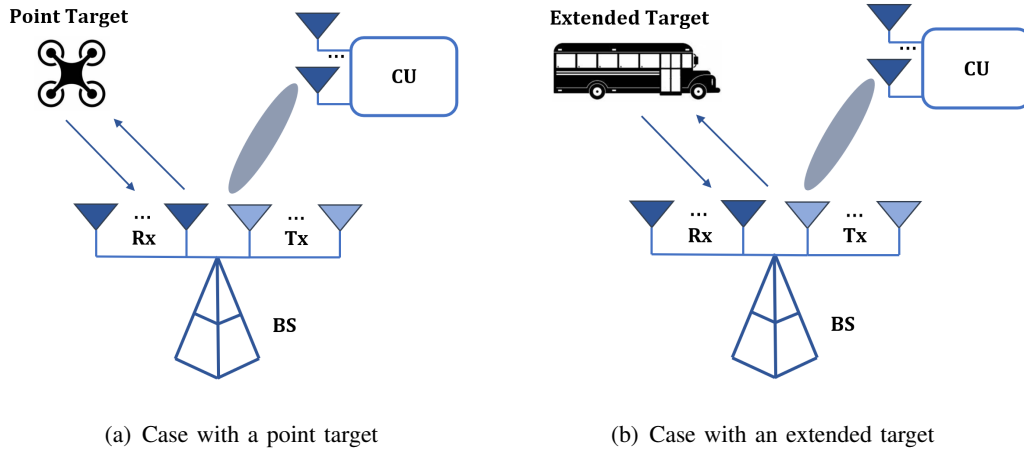 Point Target
...
CU
...
Rx
...
Tx
BS
(a) Case with a point target
Extended Target
...
CU
...
Rx
...
Tx
BS
(b) Case with an extended target